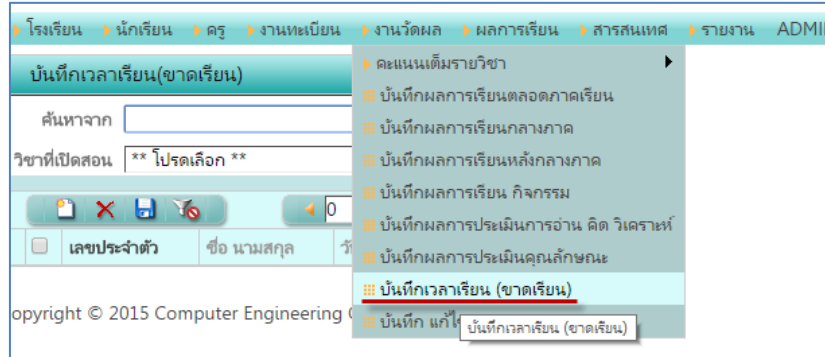 โรงเรียน นักเรียน ครู งานทะเบียน งานวัดผล ผลการเรียน สารสนเทศ รายงาน
บันทึกเวลาเรียน(ขาดเรียน)
ค้นหาจาก
วิชาที่เปิดสอน ** โปรดเลือก **
0
เลขประจำตัว ชื่อ นามสกุล
opyright © 2015 Computer Engineering
คะแนนเต็มรายวิชา
บันทึกผลการเรียนตลอดภาคเรียน
บันทึกผลการเรียนกลางภาค
บันทึกผลการเรียนหลังกลางภาค
บันทึกผลการเรียน กิจกรรม
บันทึกผลการประเมินการอ่าน คิด วิเคราะห์
บันทึกผลการประเมินคุณลักษณะ
บันทึกเวลาเรียน (ขาดเรียน)
บันทึก
บันทึกเวลาเรียน (ขาดเรียน)